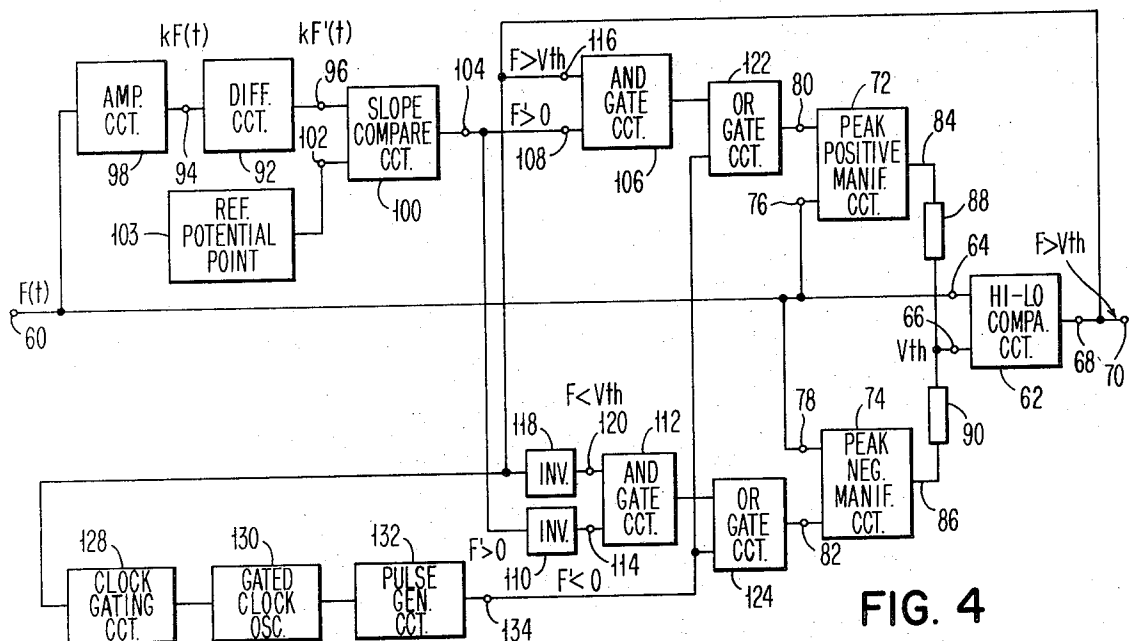 kF(t)
kF'(t)
AMP.
CCT.
98
94
DIFF.
CCT.
92
96
102
SLOPE
COMPARE
CCT.
100
104
103
REF.
POTENTIAL
POINT
F(t)
60
F>Vth
116
F'>0
108
AND
GATE
CCT.
106
122
OR
GATE
CCT.
80
76
72
PEAK
POSITIVE
MANIF.
CCT.
84
88
64
66
Vth
HI-LO
COMPA.
CCT.
62
F>Vth
68
70
90
F<Vth
118
INV.
120
112
AND
GATE
CCT.
INV.
110
114
F'>0
F'<0
78
74
PEAK
NEG.
MANIF.
CCT.
86
OR
GATE
CCT.
124
82
128
CLOCK
GATING
CCT.
130
GATED
CLOCK
OSC.
132
PULSE
GEN.
CCT.
134
FIG. 4